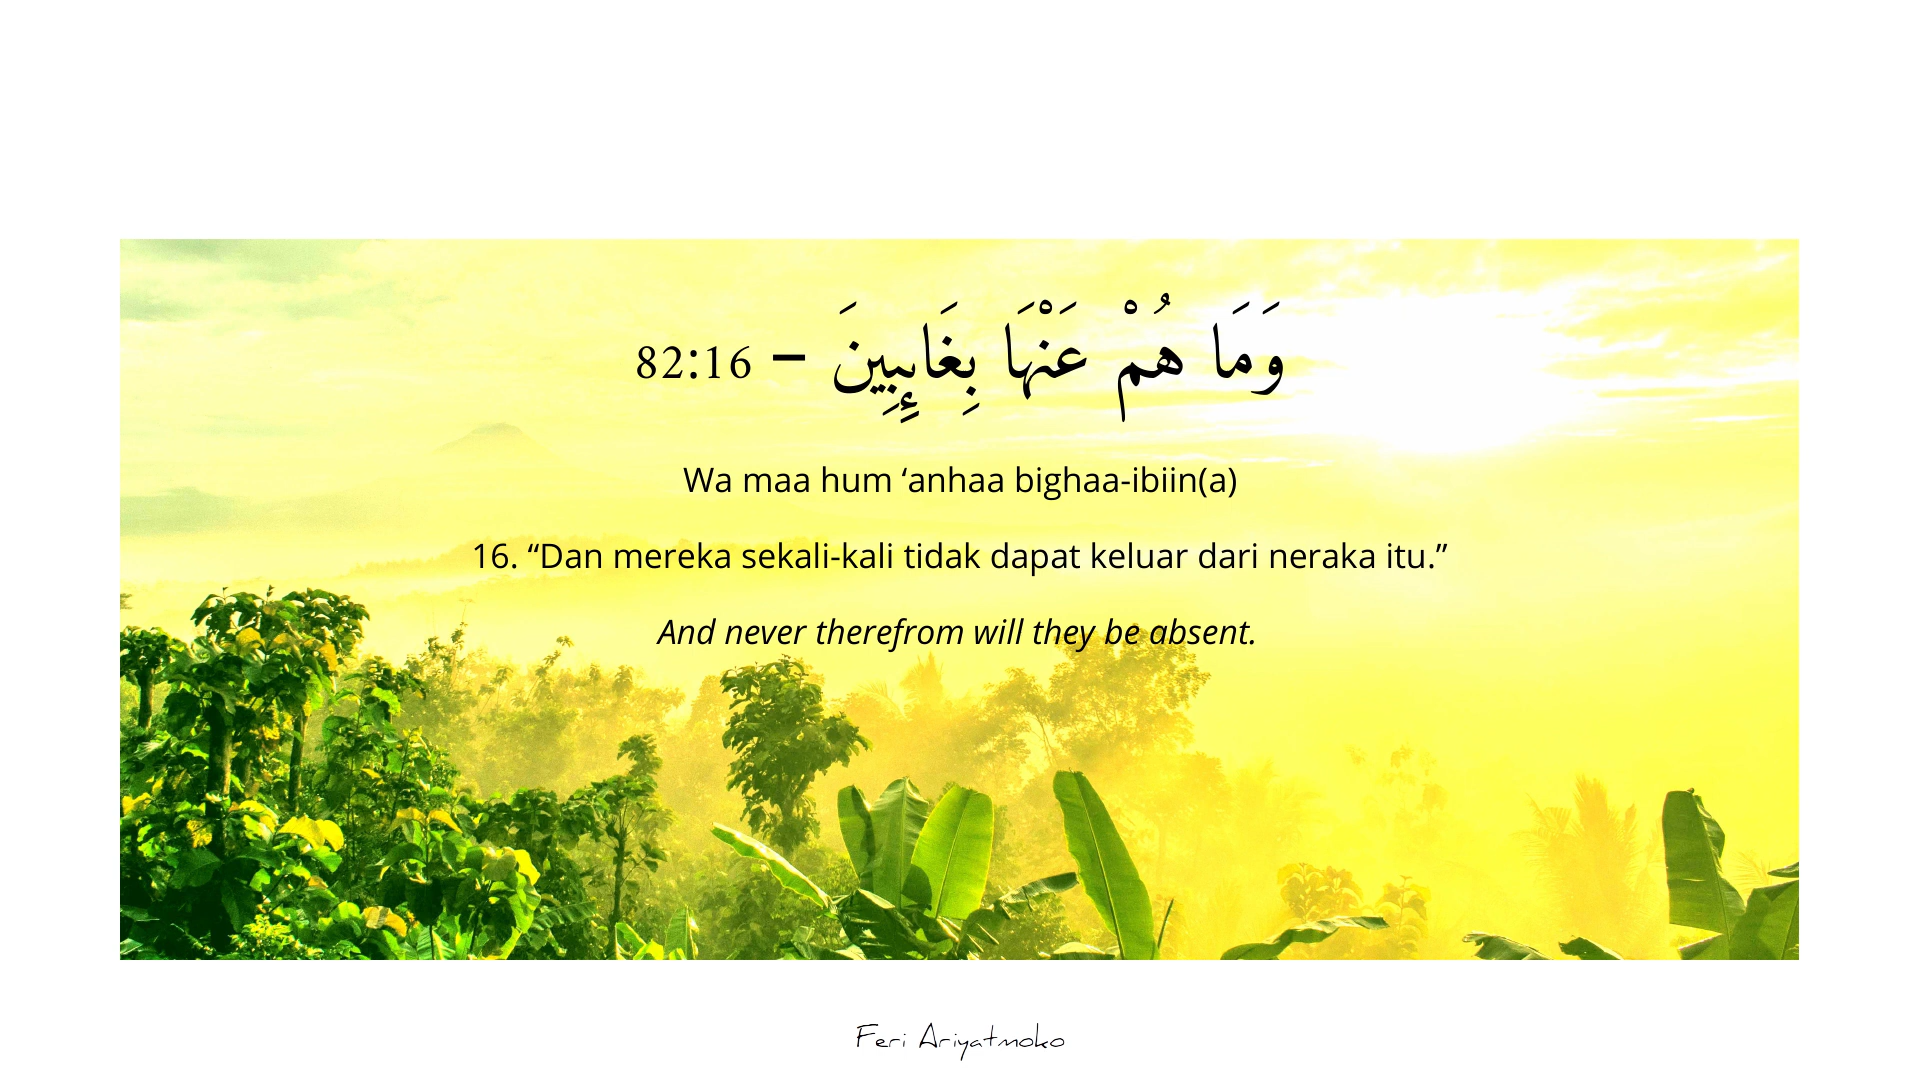 وَمَا هُمْ عَنْهَا بِغَاىِٕبِينَ – 82:16
Wa maa hum ‘anhaa bighaa-ibiin(a)
16. “Dan mereka sekali-kali tidak dapat keluar dari neraka itu.”
And never therefrom will they be absent.
Feri Ariyatmoko